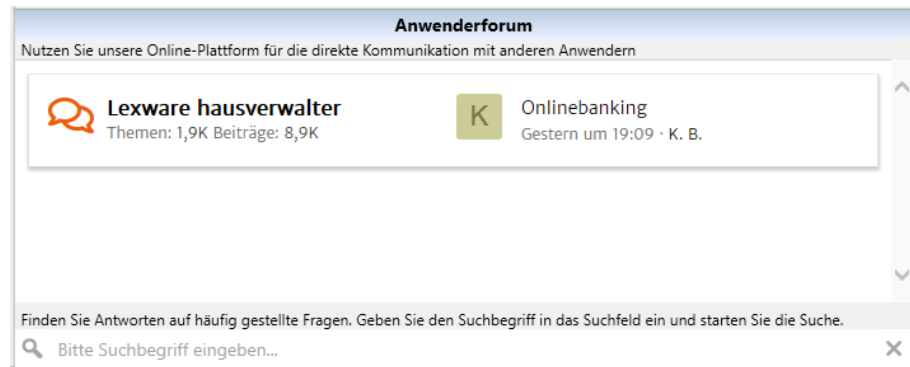 Anwenderforum
Nutzen Sie unsere Online-Plattform für die direkte Kommunikation mit anderen Anwendern
Lexware hausverwalter
Themen: 1,9K Beiträge: 8,9K
K
Onlinebanking
Gestern um 19:09 · K. B.
Finden Sie Antworten auf häufig gestellte Fragen. Geben Sie den Suchbegriff in das Suchfeld ein und starten Sie die Suche.
Bitte Suchbegriff eingeben...